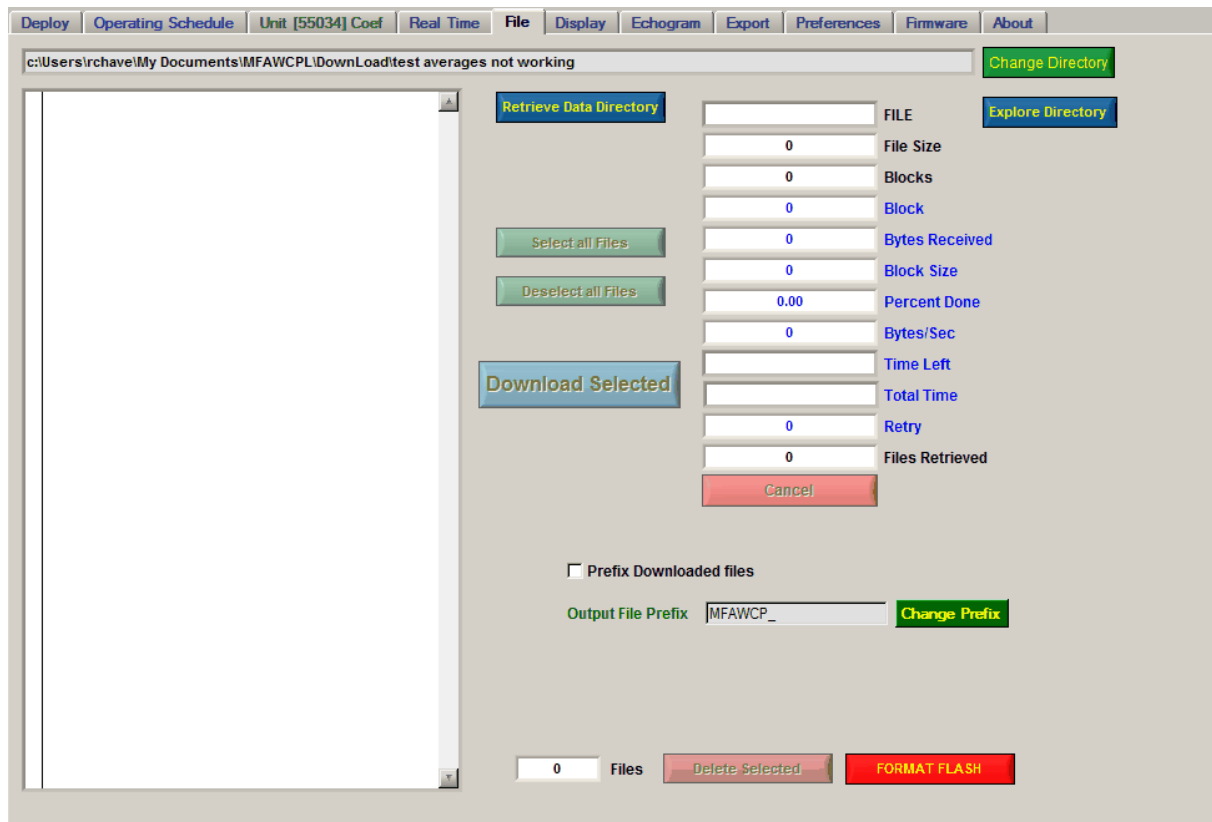 Deploy Operating Schedule Unit [55034] Coef Real Time File Display Echogram Export Preferences Firmware About
c:\Users\rchave\My Documents\MFAWCPL\DownLoad\test averages not working Change Directory
Retrieve Data Directory
FILE Explore Directory
0 File Size
0 Blocks
0 Block
Select all Files
0 Bytes Received
0 Block Size
Deselect all Files
0.00 Percent Done
0 Bytes/Sec
Time Left
Download Selected
Total Time
0 Retry
0 Files Retrieved
Cancel
Prefix Downloaded files
Output File Prefix MFAWCP_ Change Prefix
0 Files Delete Selected FORMAT FLASH